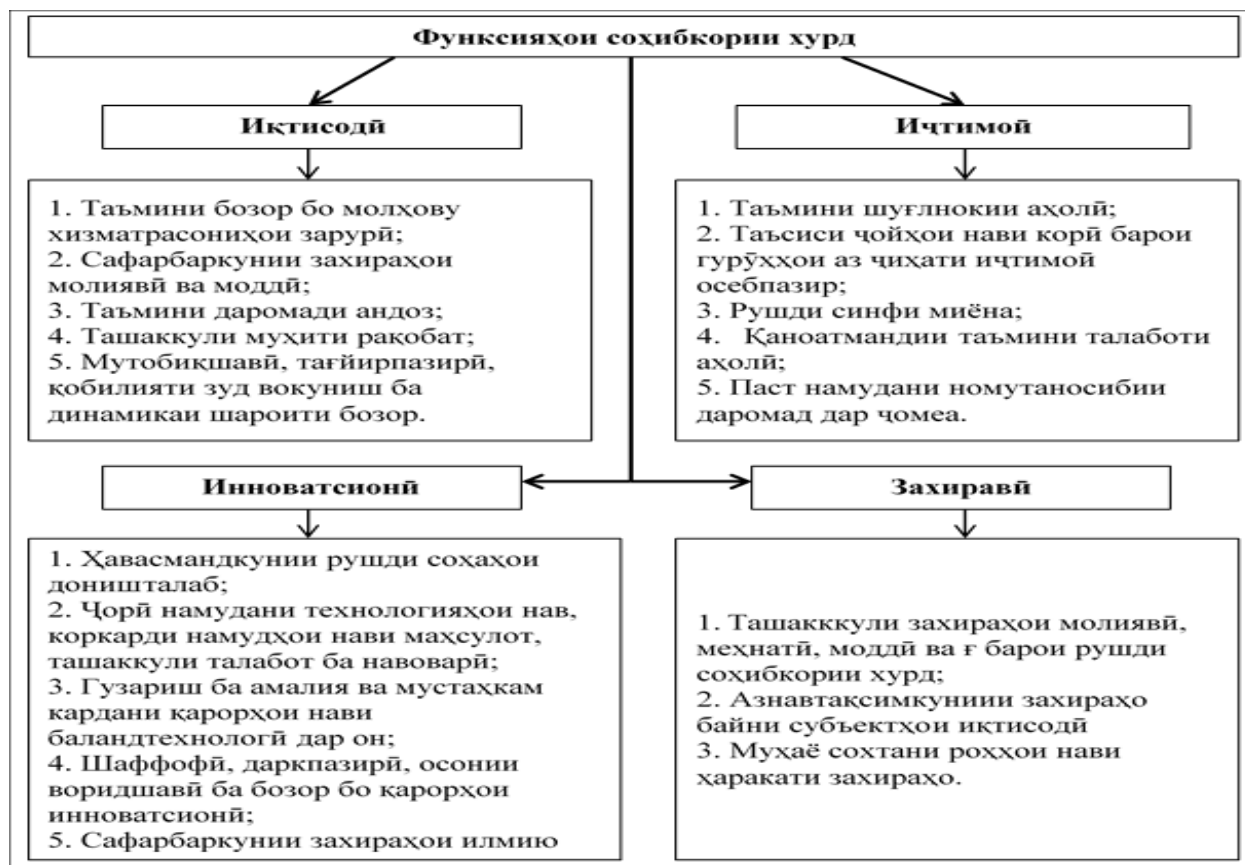 Функсияҳои соҳибкории хурд
Иқтисодӣ
1. Таъмини бозор бо молҳову
хизматрасониҳои зарурӣ;
2. Сафарбаркунии захираҳои
молиявӣ ва моддӣ;
3. Таъмини даромади андоз;
4. Ташаккули муҳити рақобат;
5. Мутобиқшавӣ, тағйирпазирӣ,
қобилияти зуд вокуниш ба
динамикаи шароити бозор.
Иҷтимоӣ
1. Таъмини шуғлнокии аҳолӣ;
2. Таъсиси ҷойҳои нави корӣ барои
гурӯҳҳои аз ҷиҳати иҷтимоӣ
осебпазир;
3. Рушди синфи миёна;
4. Қаноатмандии таъмини талаботи
аҳолӣ;
5. Паст намудани номутаносибии
даромад дар ҷомеа.
Инноватсионӣ
1. Ҳавасмандкунии рушди соҳаҳои
доништалаб;
2. Ҷорӣ намудани технологияҳои нав,
коркарди намудҳои нави маҳсулот,
ташаккули талабот ба навоварӣ;
3. Гузариш ба амалия ва мустаҳкам
кардани қарорҳои нави
баландтехнологӣ дар он;
4. Шаффофӣ, даркпазирӣ, осонии
воридшавӣ ба бозор бо қарорҳои
инноватсионӣ;
5. Сафарбаркунии захираҳои илмию
Захиравӣ
1. Ташакккули захираҳои молиявӣ,
меҳнатӣ, моддӣ ва ғ барои рушди
соҳибкории хурд;
2. Азнавтақсимкуниии захираҳо
байни субъектҳои иқтисодӣ
3. Муҳаё сохтани роҳҳои нави
ҳаракати захираҳо.